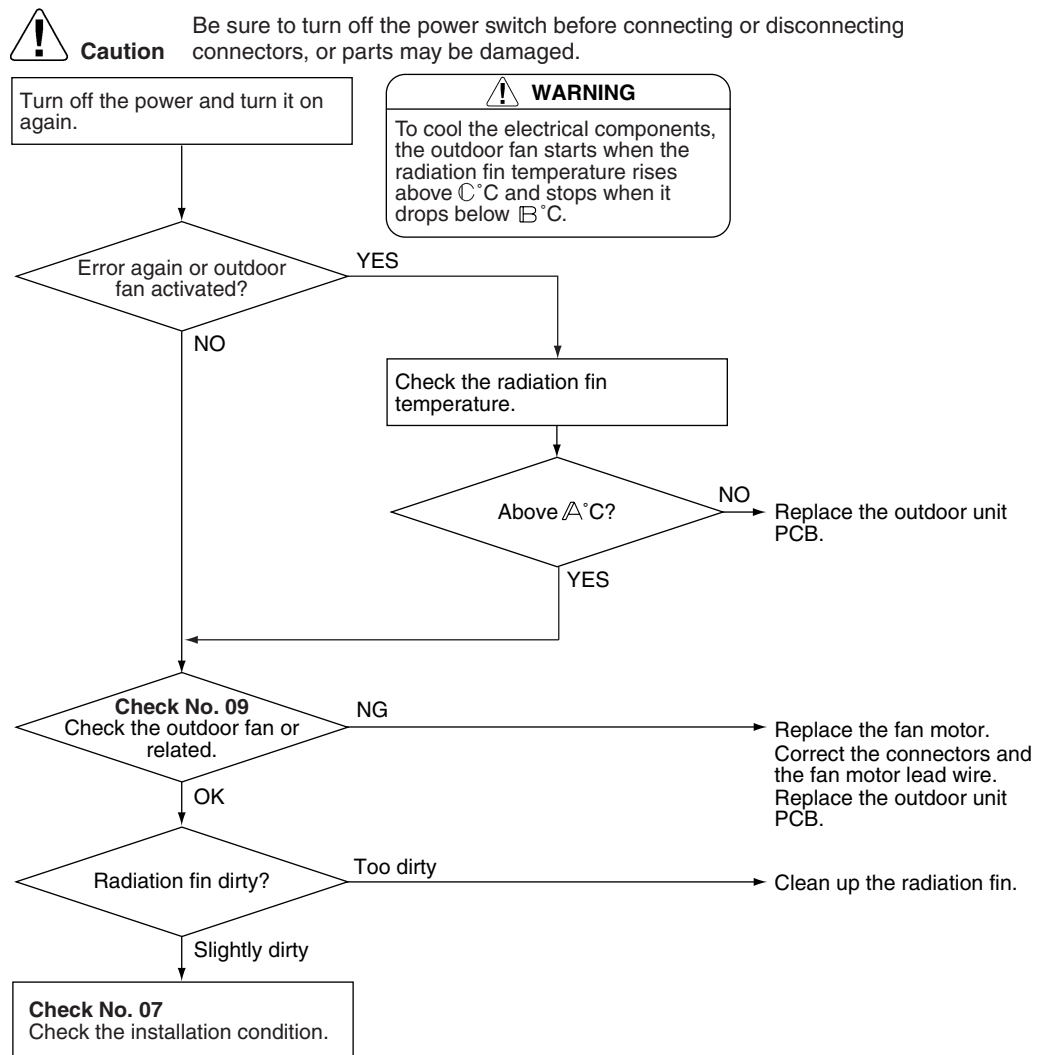 Be sure to turn off the power switch before connecting or disconnecting
Caution connectors, or parts may be damaged.
Turn off the power and turn it on
again.
WARNING
To cool the electrical components,
the outdoor fan starts when the
radiation fin temperature rises
above ℂ°C and stops when it
drops below 𝔹°C.
Error again or outdoor
fan activated?
YES
NO
Check the radiation fin
temperature.
Above 𝔸°C?
NO
Replace the outdoor unit
PCB.
YES
Check No. 09
Check the outdoor fan or
related.
NG
Replace the fan motor.
Correct the connectors and
the fan motor lead wire.
Replace the outdoor unit
PCB.
OK
Radiation fin dirty?
Too dirty
Clean up the radiation fin.
Slightly dirty
Check No. 07
Check the installation condition.